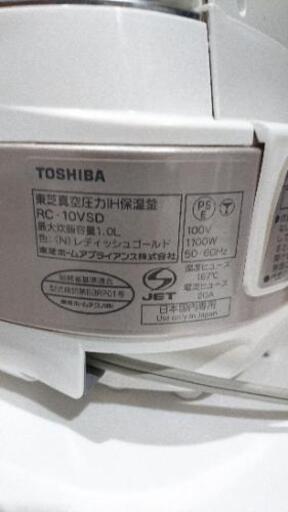 TOSHIBA
東芝真空圧力IH保温釜
RC-10VSD
最大炊飯容量1.0L
色:(N)レディッシュゴールド
東芝ホームアプライアンス株式会社
PS
E
100V
1100W
50-60Hz
温度ヒューズ
167℃
電流ヒューズ
20A
S
JET
日本国内専用
Use only in Japan